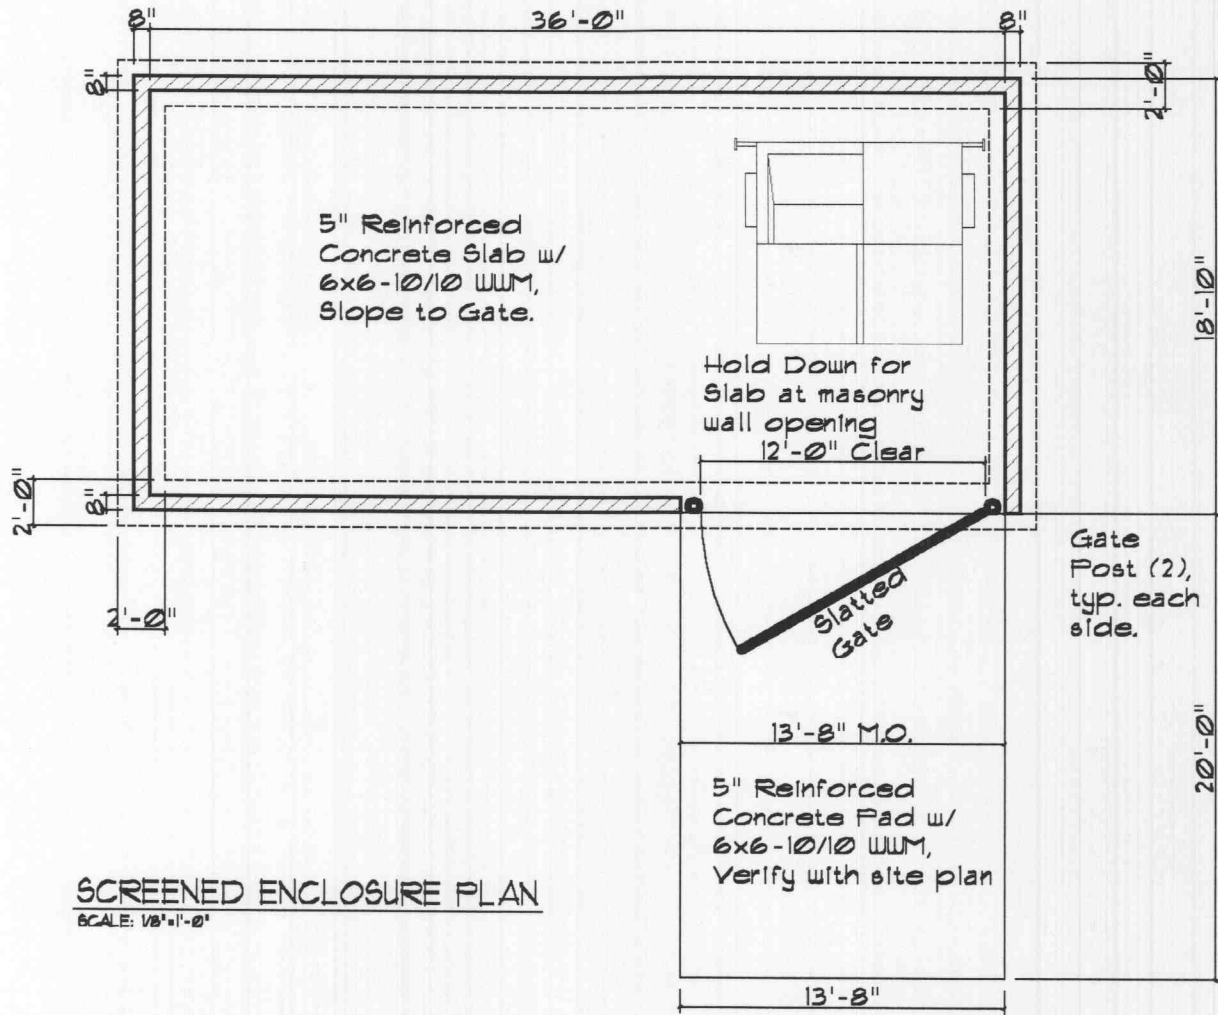 8"
36'-0"
8"
8"
2'-0"
5" Reinforced
Concrete Slab w/
6x6-10/10 WWM,
Slope to Gate.
18'-10"
Hold Down for
Slab at masonry
wall opening
12'-0" Clear
2'-0"
8"
Gate
Post (2),
typ. each
side.
Slatted
Gate
2'-0"
13'-8" M.O.
20'-0"
5" Reinforced
Concrete Pad w/
6x6-10/10 WWM,
Verify with site plan
SCREENED ENCLOSURE PLAN
SCALE: 1/8"=1'-0"
13'-8"